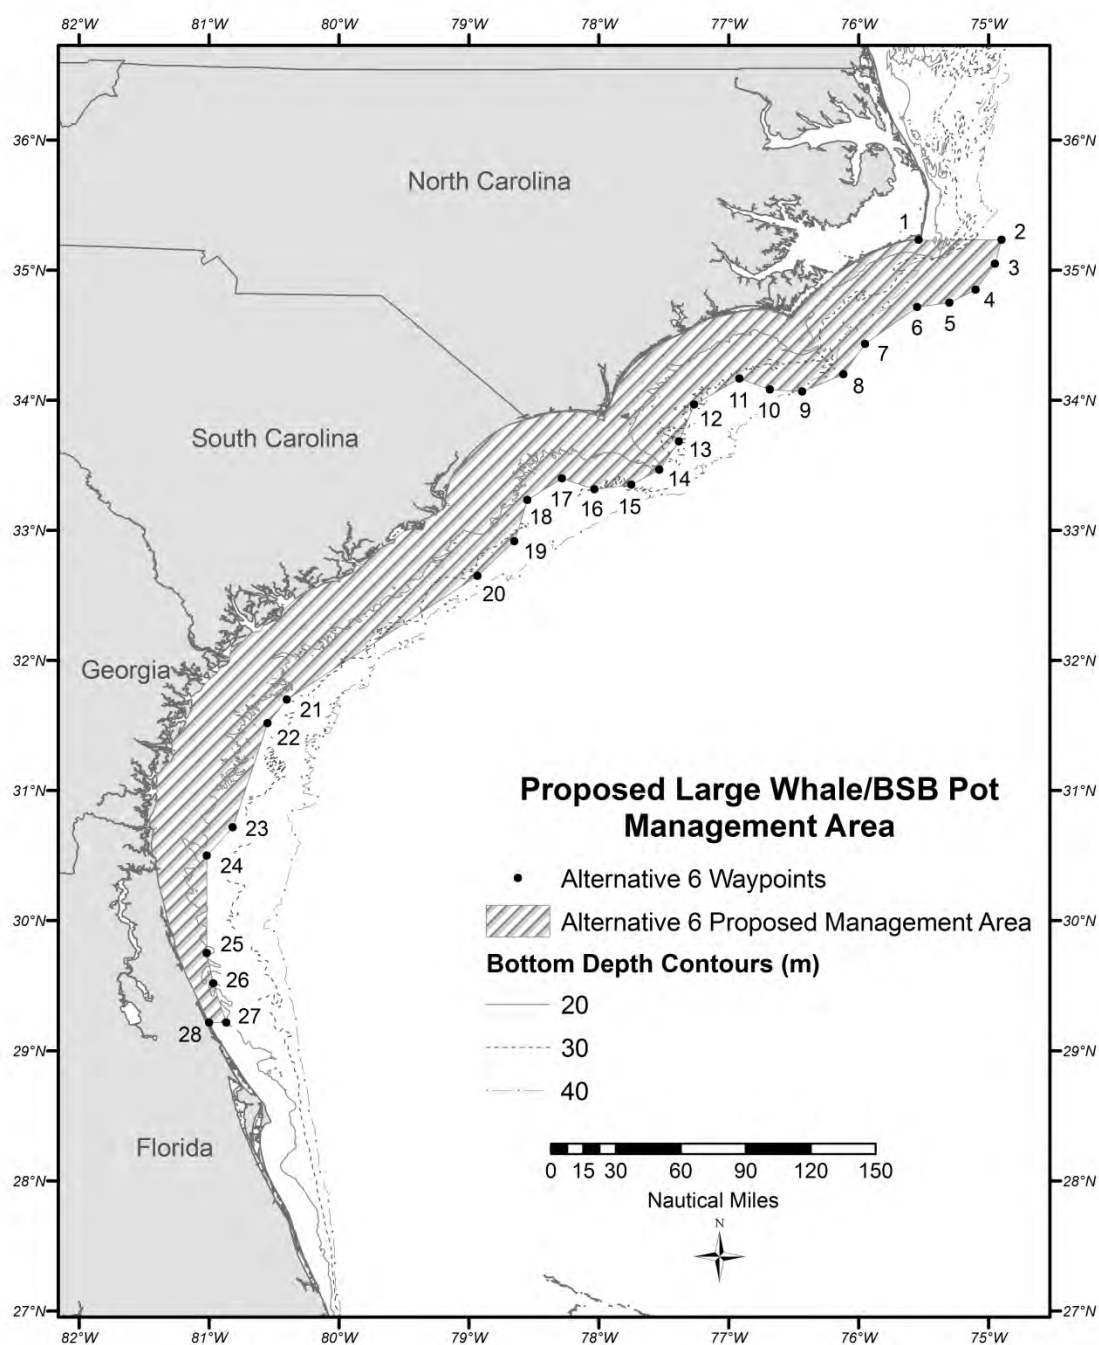 82°W 81°W 80°W 79°W 78°W 77°W 76°W 75°W
36°N 36°N
North Carolina
1 2
35°N 35°N
3
4
5
6
7
8
34°N 34°N
9
10
11
12
South Carolina
13
14
15
16
17
18
33°N 33°N
19
20
32°N 32°N
Georgia
21
22
31°N 31°N
Proposed Large Whale/BSB Pot
Management Area
23
24
Alternative 6 Waypoints
Alternative 6 Proposed Management Area
30°N 30°N
25
Bottom Depth Contours (m)
26
20
27
28
29°N 29°N
30
40
Florida
0 15 30 60 90 120 150
28°N 28°N
Nautical Miles
N
27°N 27°N
82°W 81°W 80°W 79°W 78°W 77°W 76°W 75°W